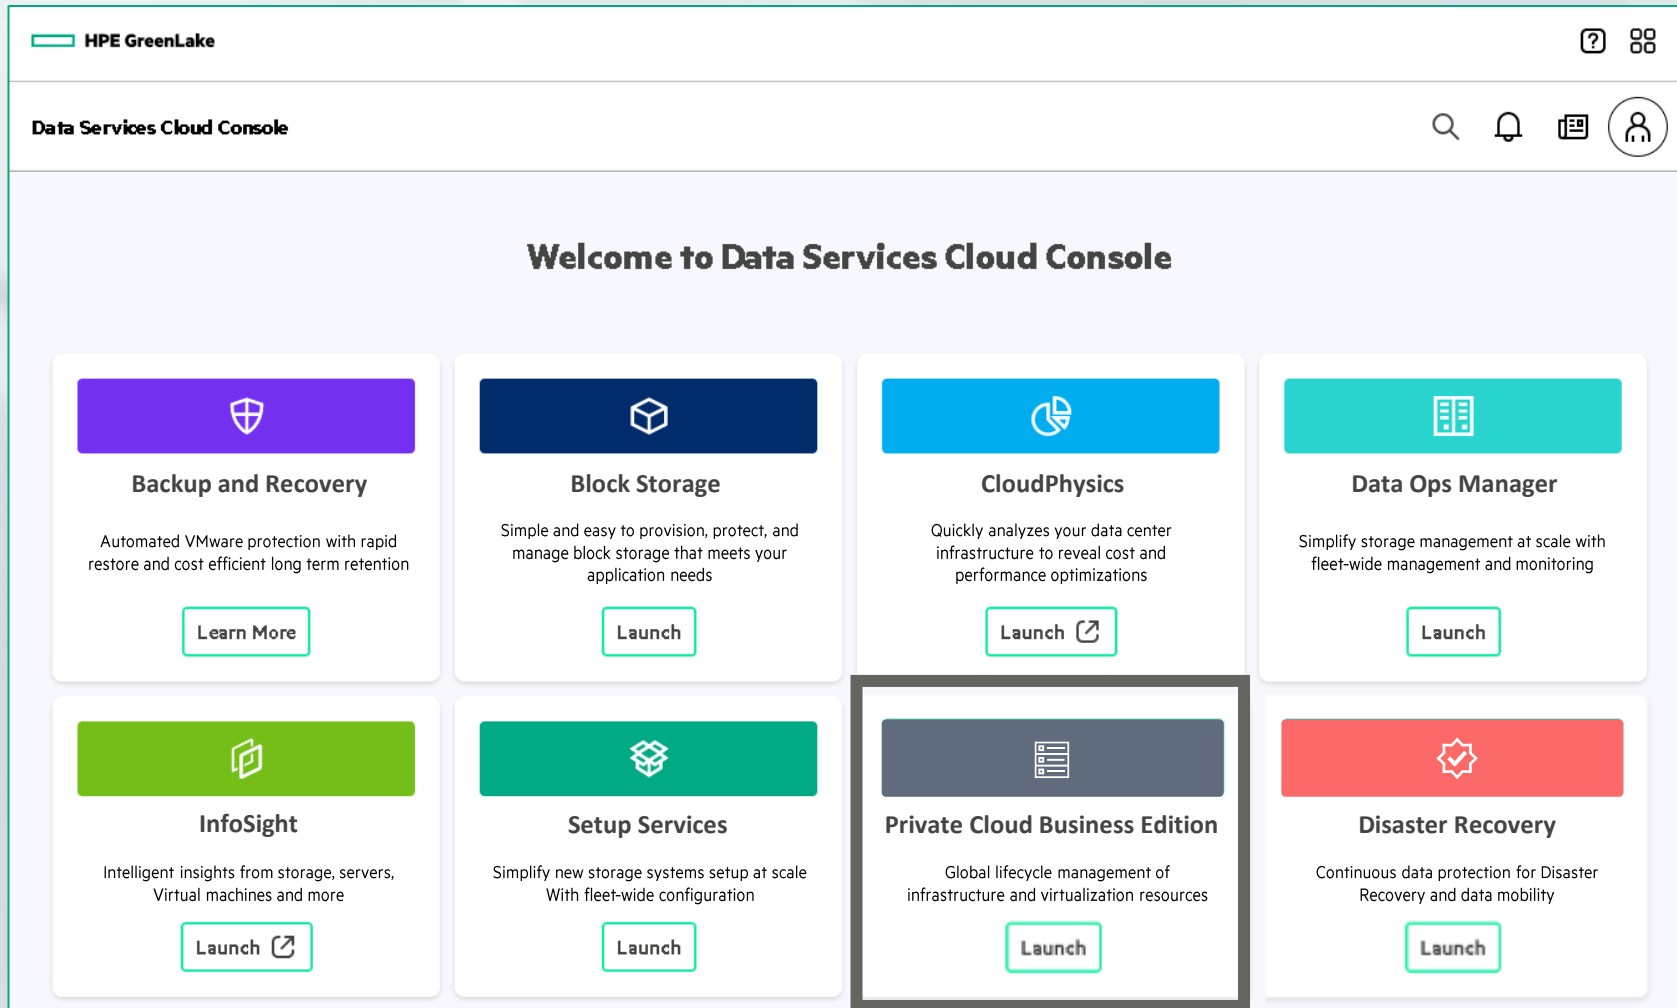 HPE GreenLake
Data Services Cloud Console
Welcome to Data Services Cloud Console
Backup and Recovery
Automated VMware protection with rapid
restore and cost efficient long term retention
Learn More
Block Storage
Simple and easy to provision, protect, and
manage block storage that meets your
application needs
Launch
CloudPhysics
Quickly analyzes your data center
infrastructure to reveal cost and
performance optimizations
Launch
Data Ops Manager
Simplify storage management at scale with
fleet-wide management and monitoring
Launch
InfoSight
Intelligent insights from storage, servers,
Virtual machines and more
Launch
Setup Services
Simplify new storage systems setup at scale
With fleet-wide configuration
Launch
Private Cloud Business Edition
Global lifecycle management of
infrastructure and virtualization resources
Launch
Disaster Recovery
Continuous data protection for Disaster
Recovery and data mobility
Launch